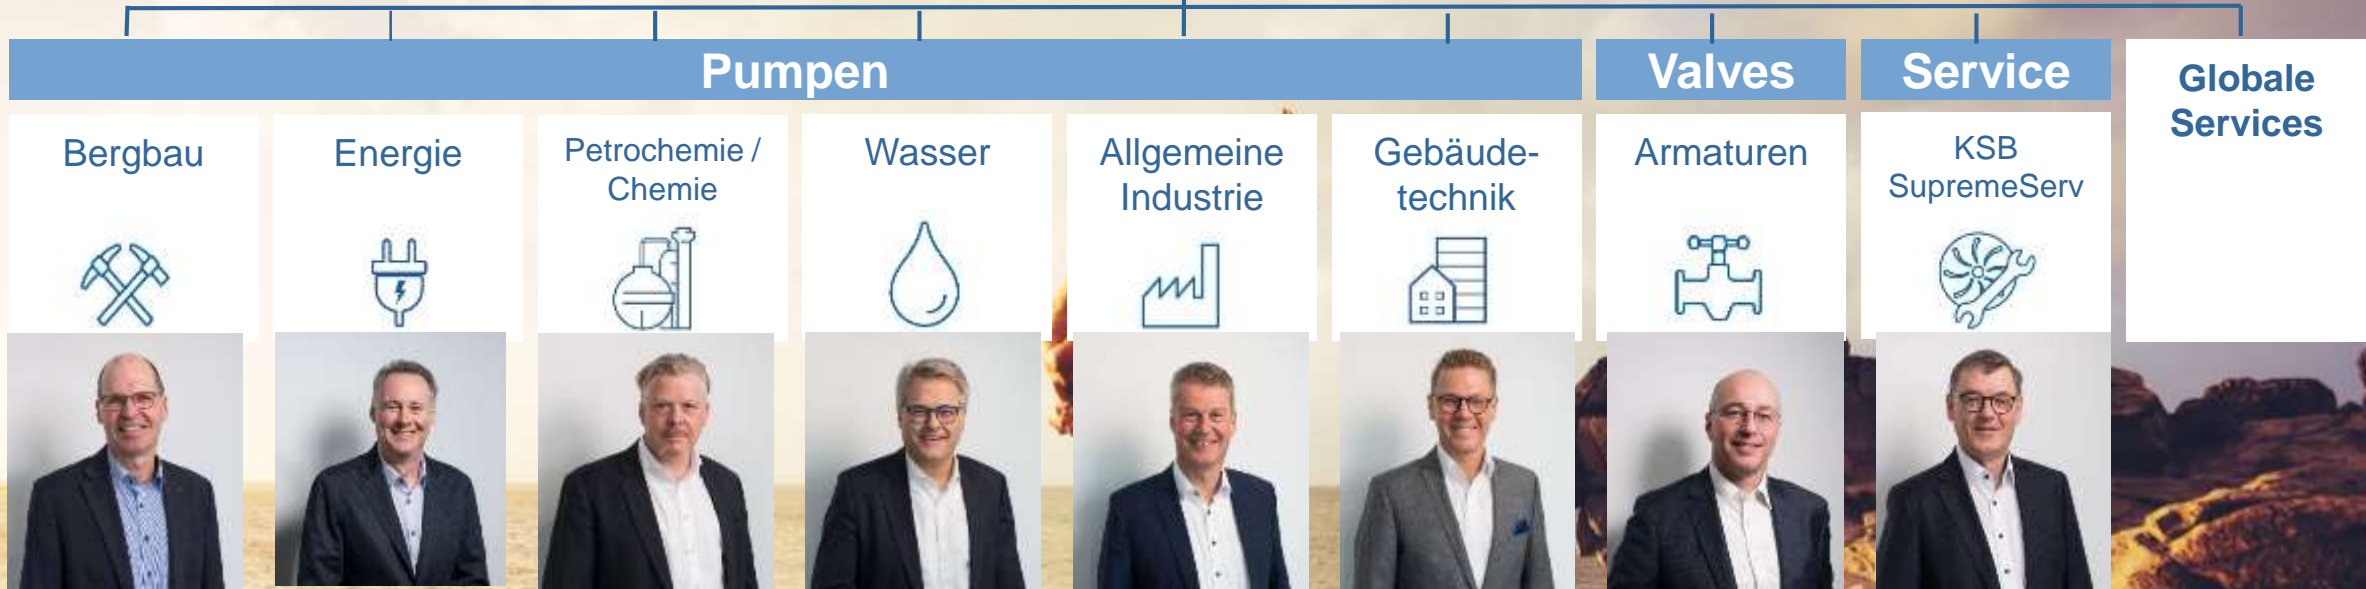 Pumpen
Valves
Service
Globale
Services
Bergbau
Energie
Petrochemie /
Chemie
Wasser
Allgemeine
Industrie
Gebäude-
technik
Armaturen
KSB
SupremeServ